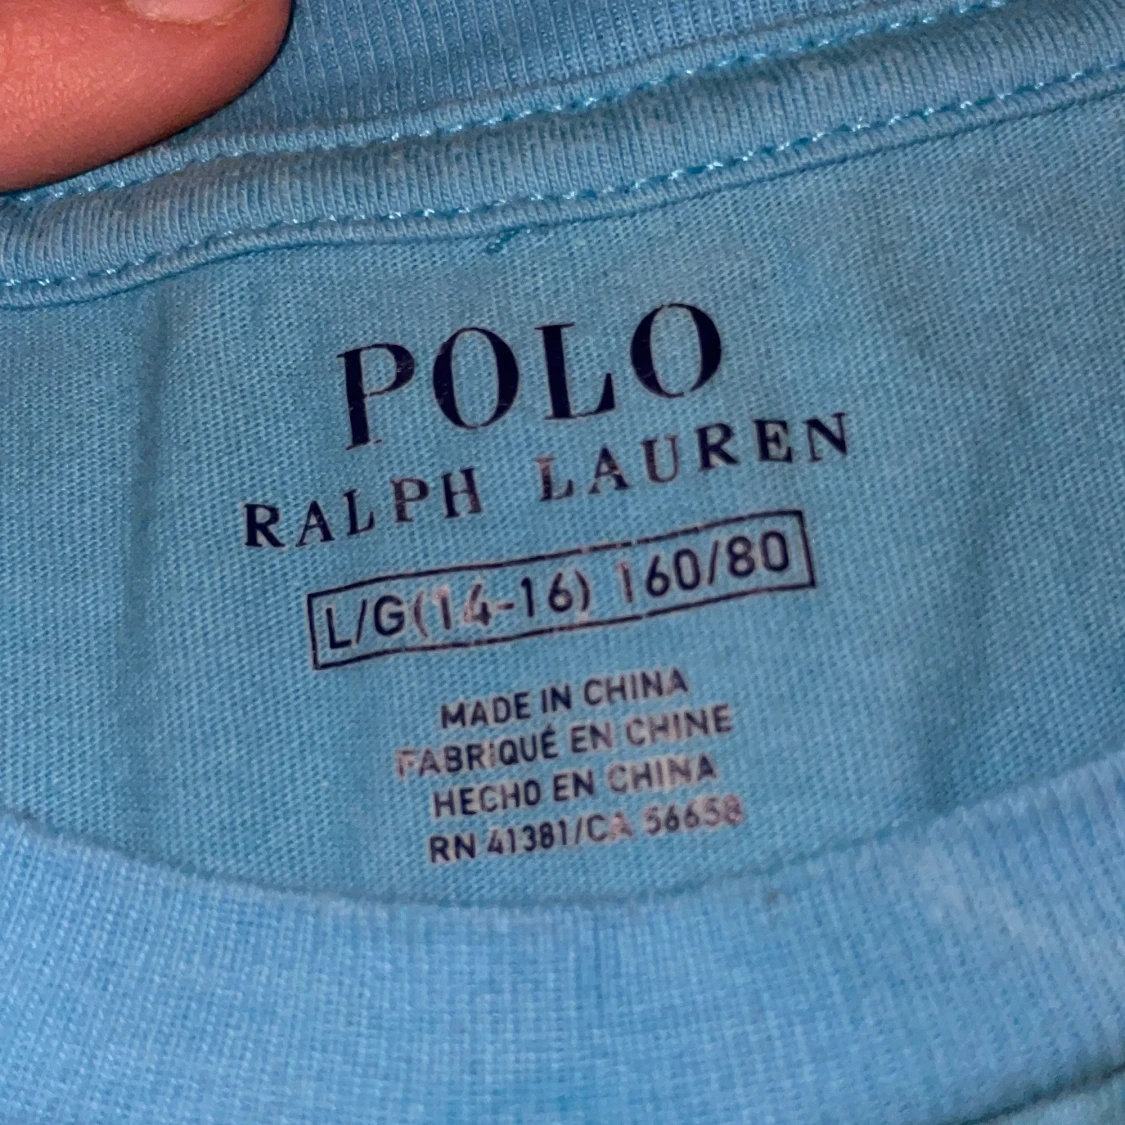 POLO
RALPH LAUREN
L/G(14-16) 160/80
MADE IN CHINA
FABRIQUÉ EN CHINE
HECHO EN CHINA
RN 41381/CA 56658